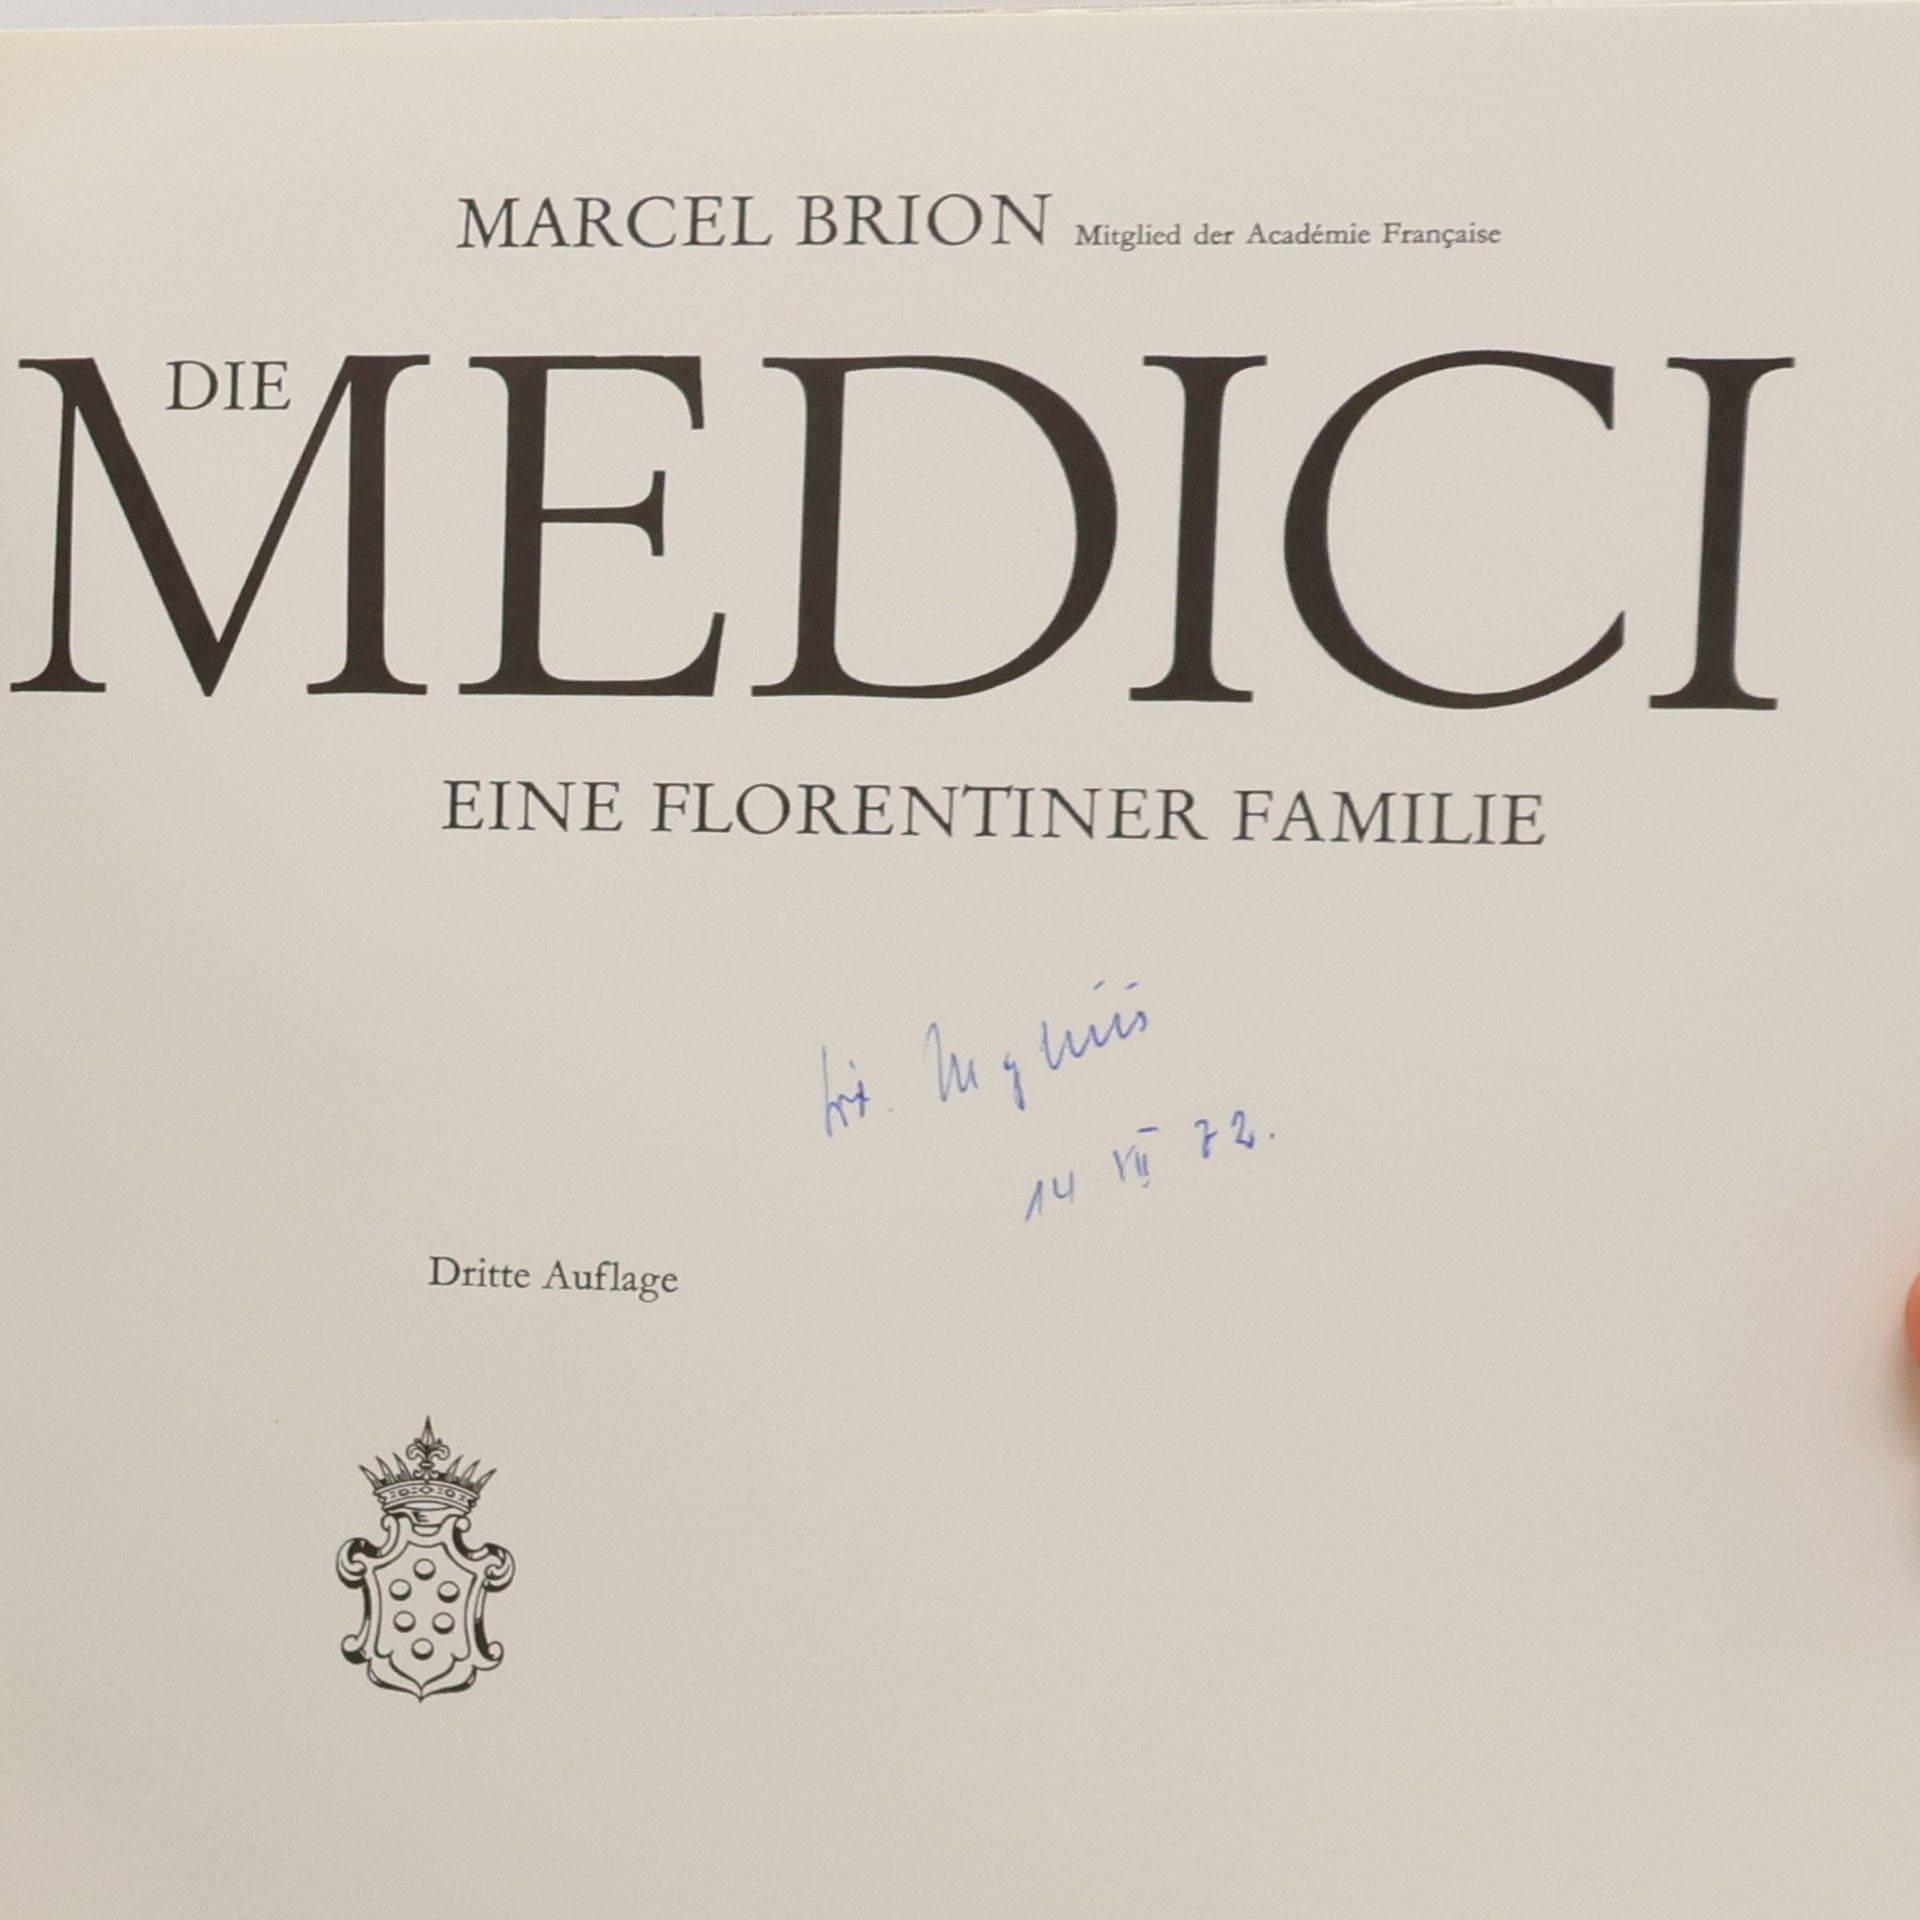 MARCEL BRION Mitglied der Académie Française
DIE
MEDICI
EINE FLORENTINER FAMILIE
14 VII 72.
Dritte Auflage